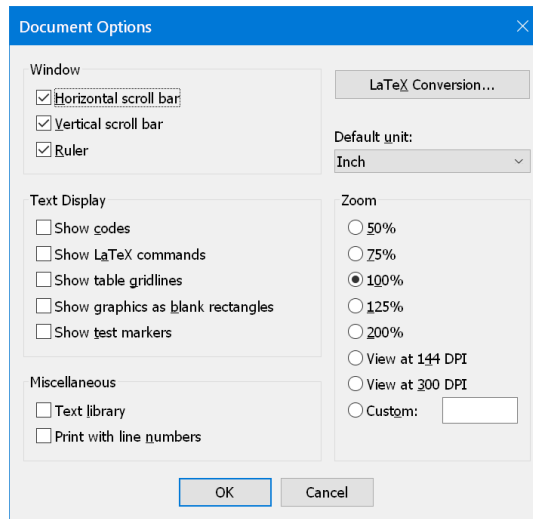 Document Options
Window
Horizontal scroll bar
Vertical scroll bar
Ruler
LaTeX Conversion...
Default unit:
Inch
Text Display
Show codes
Show LaTeX commands
Show table gridlines
Show graphics as blank rectangles
Show test markers
Zoom
50%
75%
100%
125%
200%
View at 144 DPI
View at 300 DPI
Custom:
Miscellaneous
Text library
Print with line numbers
OK
Cancel